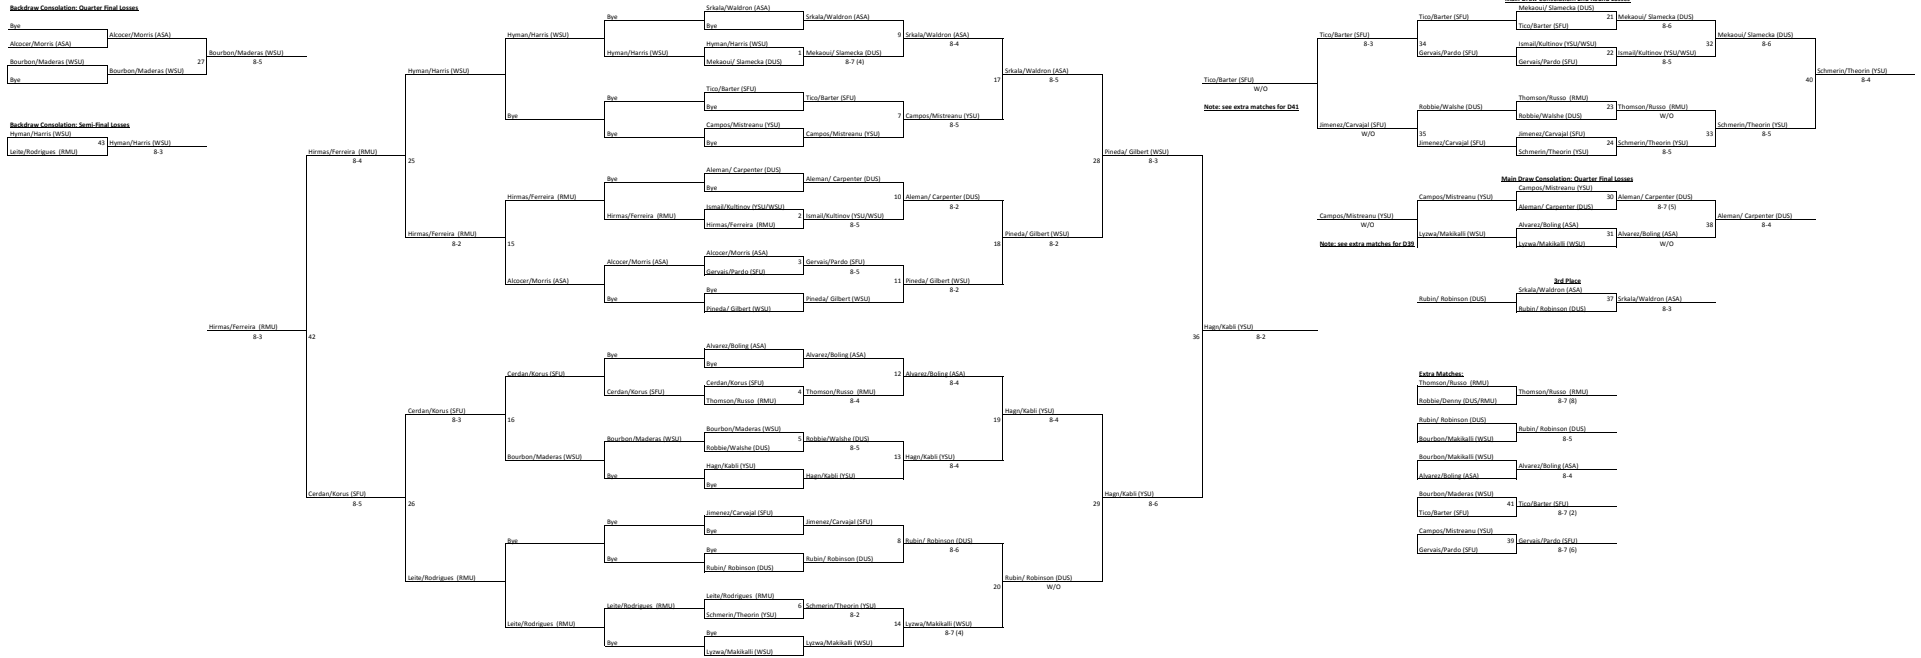 Backdraw Consolation: Quarter Final Losses
Bye
Alcocer/Morris (ASA)
Alcocer/Morris (ASA)
Bourbon/Maderas (WSU)
27
8-5
Bourbon/Maderas (WSU)
Bourbon/Maderas (WSU)
Bye
Backdraw Consolation: Semi-Final Losses
Hyman/Harris (WSU)
43 Hyman/Harris (WSU)
8-3
Leite/Rodrigues (RMU)
Hirmas/Ferreira (RMU)
8-3
42
Hirmas/Ferreira (RMU)
8-4
25
Cerdan/Korus (SFU)
8-5
26
Hyman/Harris (WSU)
Hirmas/Ferreira (RMU)
8-2
15
Cerdan/Korus (SFU)
8-3
16
Leite/Rodrigues (RMU)
Hyman/Harris (WSU)
Bye
Hirmas/Ferreira (RMU)
Alcocer/Morris (ASA)
Cerdan/Korus (SFU)
Bourbon/Maderas (WSU)
Bye
Leite/Rodrigues (RMU)
Bye
Hyman/Harris (WSU)
Bye
Bye
Bye
Hirmas/Ferreira (RMU)
Alcocer/Morris (ASA)
Bye
Bye
Cerdan/Korus (SFU)
Bourbon/Maderas (WSU)
Bye
Bye
Bye
Leite/Rodrigues (RMU)
Bye
Srkala/Waldron (ASA)
Bye
Srkala/Waldron (ASA)
Hyman/Harris (WSU)
1 Mekaoui/ Slamecka (DUS)
Mekaoui/ Slamecka (DUS)
8-7 (4)
Tico/Barter (SFU)
Tico/Barter (SFU)
Bye
Campos/Mistreanu (YSU)
Campos/Mistreanu (YSU)
Bye
Aleman/ Carpenter (DUS)
Aleman/ Carpenter (DUS)
Bye
Ismail/Kultinov (YSU/WSU)
2 Ismail/Kultinov (YSU/WSU)
Hirmas/Ferreira (RMU)
8-5
Alcocer/Morris (ASA)
3 Gervais/Pardo (SFU)
Gervais/Pardo (SFU)
8-5
Bye
Pineda/ Gilbert (WSU)
Pineda/ Gilbert (WSU)
Alvarez/Boling (ASA)
Alvarez/Boling (ASA)
Bye
Cerdan/Korus (SFU)
4 Thomson/Russo (RMU)
Thomson/Russo (RMU)
8-4
Bourbon/Maderas (WSU)
5 Robbie/Walshe (DUS)
Robbie/Walshe (DUS)
8-5
Hagn/Kabli (YSU)
Hagn/Kabli (YSU)
Bye
Jimenez/Carvajal (SFU)
Jimenez/Carvajal (SFU)
Bye
Bye
Rubin/ Robinson (DUS)
Rubin/ Robinson (DUS)
Leite/Rodrigues (RMU)
6 Schmerin/Theorin (YSU)
Schmerin/Theorin (YSU)
8-2
Bye
Lyzwa/Makikalli (WSU)
Lyzwa/Makikalli (WSU)
9 Srkala/Waldron (ASA)
8-4
7 Campos/Mistreanu (YSU)
8-5
10 Aleman/ Carpenter (DUS)
8-2
11 Pineda/ Gilbert (WSU)
8-2
12 Alvarez/Boling (ASA)
8-4
13 Hagn/Kabli (YSU)
8-4
8 Rubin/ Robinson (DUS)
8-6
14 Lyzwa/Makikalli (WSU)
8-7 (4)
17 Srkala/Waldron (ASA)
8-5
18 Pineda/ Gilbert (WSU)
8-2
19 Hagn/Kabli (YSU)
8-4
20 Rubin/ Robinson (DUS)
W/O
28 Pineda/ Gilbert (WSU)
8-3
29 Hagn/Kabli (YSU)
8-6
36 Hagn/Kabli (YSU)
8-2
Tico/Barter (SFU)
W/O
Note: see extra matches for D41
Tico/Barter (SFU)
8-3
34
Jimenez/Carvajal (SFU)
W/O
35
Tico/Barter (SFU)
Gervais/Pardo (SFU)
Robbie/Walshe (DUS)
Jimenez/Carvajal (SFU)
Mekaoui/ Slamecka (DUS)
21 Mekaoui/ Slamecka (DUS)
Tico/Barter (SFU)
8-6
Ismail/Kultinov (YSU/WSU)
22 Ismail/Kultinov (YSU/WSU)
Gervais/Pardo (SFU)
8-5
Thomson/Russo (RMU)
23 Thomson/Russo (RMU)
Robbie/Walshe (DUS)
W/O
Jimenez/Carvajal (SFU)
24 Schmerin/Theorin (YSU)
Schmerin/Theorin (YSU)
8-5
32 Mekaoui/ Slamecka (DUS)
8-6
33 Schmerin/Theorin (YSU)
8-5
40 Schmerin/Theorin (YSU)
8-4
Main Draw Consolation: Quarter Final Losses
Campos/Mistreanu (YSU)
W/O
Note: see extra matches for D39
Campos/Mistreanu (YSU)
Lyzwa/Makikalli (WSU)
Campos/Mistreanu (YSU)
30 Aleman/ Carpenter (DUS)
Aleman/ Carpenter (DUS)
8-7 (5)
Alvarez/Boling (ASA)
31 Alvarez/Boling (ASA)
Lyzwa/Makikalli (WSU)
W/O
38 Aleman/ Carpenter (DUS)
8-4
3rd Place
Rubin/ Robinson (DUS)
Srkala/Waldron (ASA)
37 Srkala/Waldron (ASA)
Rubin/ Robinson (DUS)
8-3
Extra Matches:
Thomson/Russo (RMU)
Thomson/Russo (RMU)
Robbie/Denny (DUS/RMU)
8-7 (8)
Rubin/ Robinson (DUS)
Rubin/ Robinson (DUS)
Bourbon/Makikalli (WSU)
8-5
Bourbon/Makikalli (WSU)
Alvarez/Boling (ASA)
Alvarez/Boling (ASA)
8-4
Bourbon/Maderas (WSU)
41 Tico/Barter (SFU)
Tico/Barter (SFU)
8-7 (2)
Campos/Mistreanu (YSU)
39 Gervais/Pardo (SFU)
Gervais/Pardo (SFU)
8-7 (6)